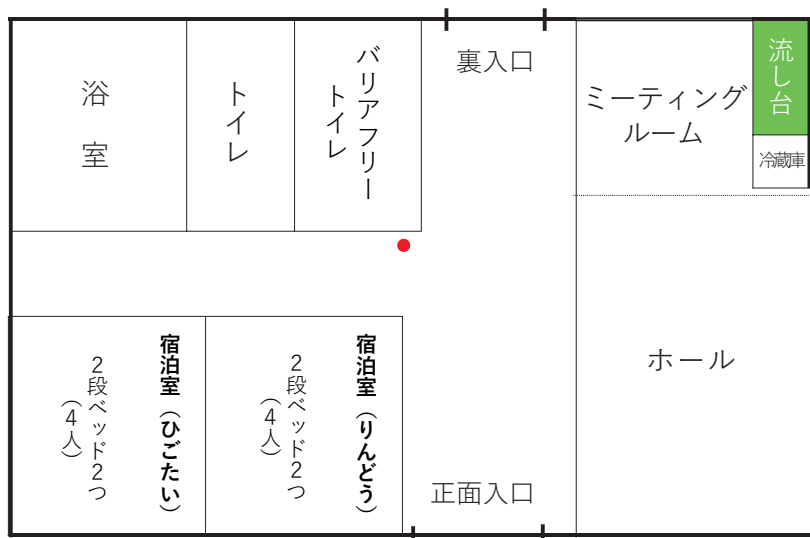 浴室
トイレ
バリアフリー
トイレ
裏入口
ミーティング
ルーム
流し台
冷蔵庫
宿泊室(ひごたい)
2段ベッド2つ
(4人)
宿泊室(りんどう)
2段ベッド2つ
(4人)
正面入口
ホール